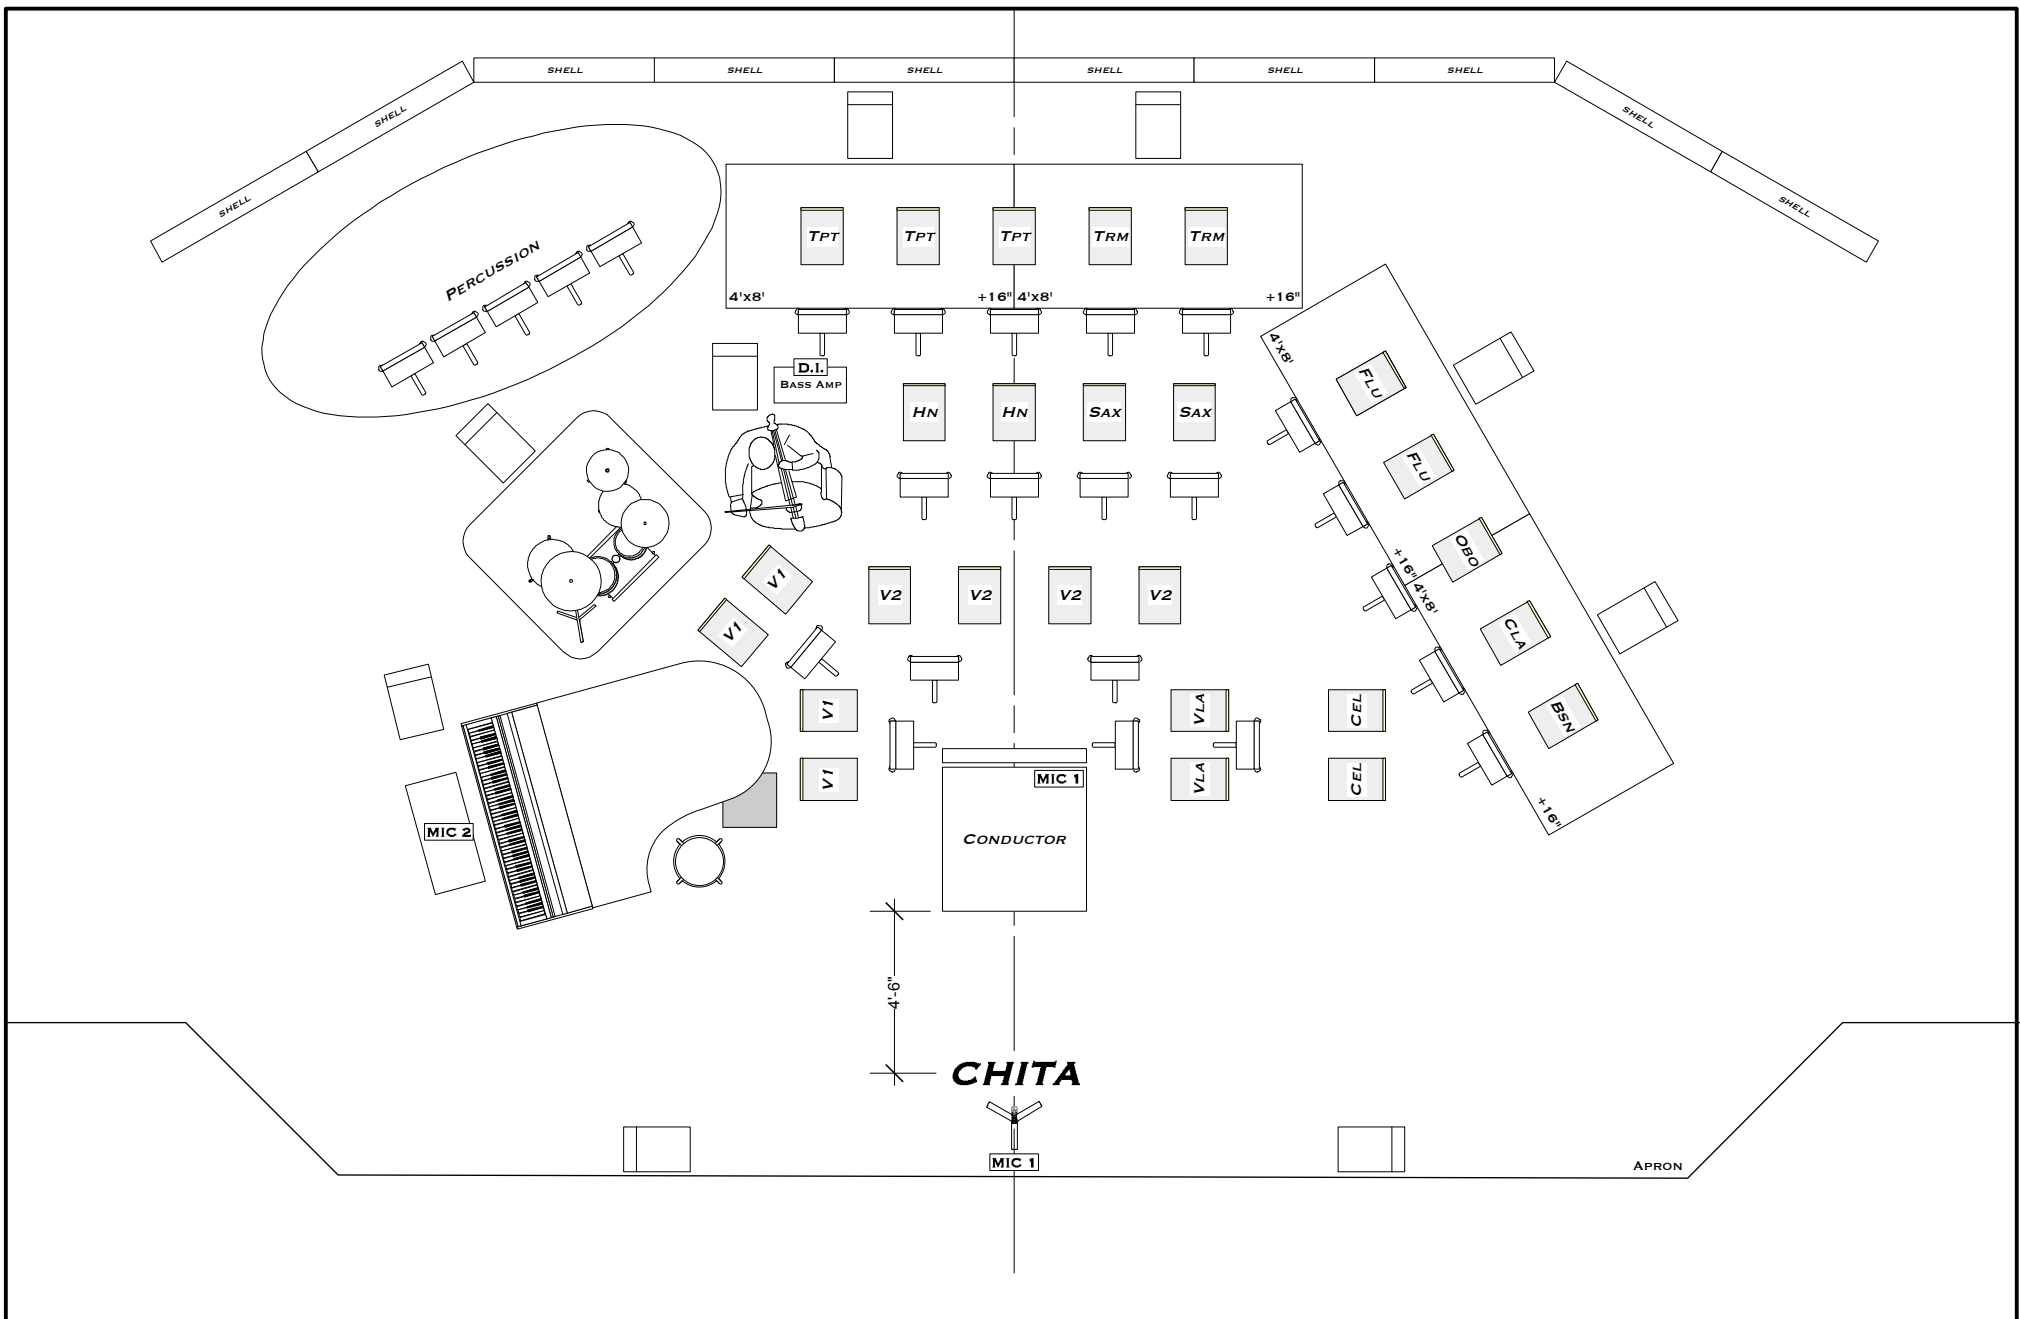 SHELL SHELL SHELL SHELL SHELL SHELL
SHELL SHELL
SHELL SHELL
PERCUSSION
TPT TPT TPT TRM TRM
4'x8' +16" 4'x8' +16"
4'x8'
D.I.
BASS AMP
FLU
HN HN SAX SAX
FLU
OBO
+16" 4'x8'
V1
V2 V2 V2 V2
V1
CLA
V1 VLA CEL
BSN
V1 MIC 1 VLA CEL
+16"
MIC 2
CONDUCTOR
4'-6"
CHITA
MIC 1
APRON